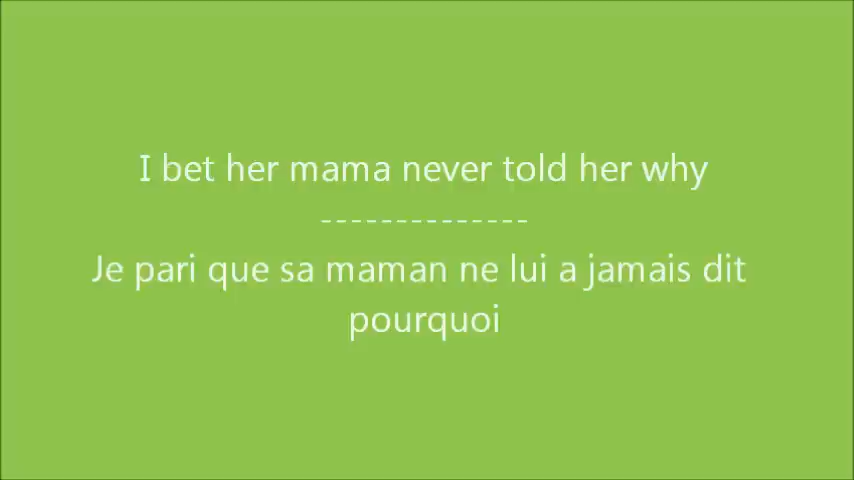 I bet her mama never told her why
--------------
Je pari que sa maman ne lui a jamais dit
pourquoi